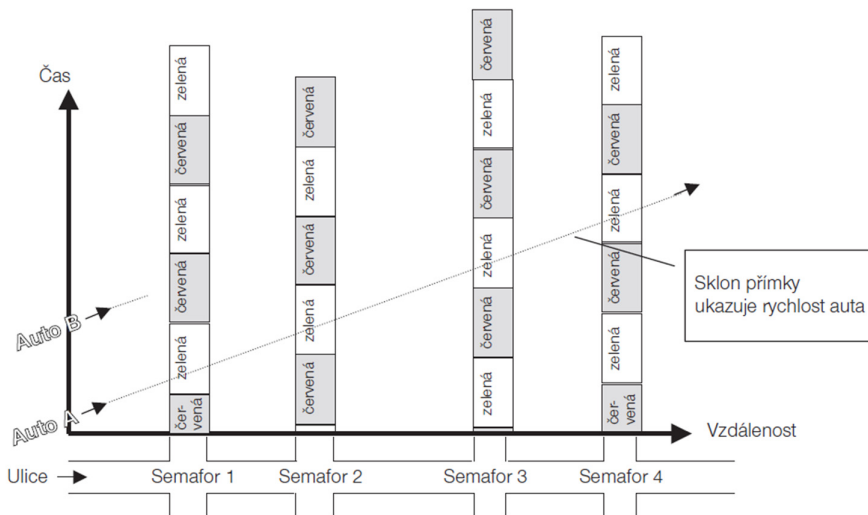 Čas
zelená
červená
zelená
červená
zelená
čer-
vená
červená
zelená
červená
zelená
červená
červená
zelená
červená
zelená
červená
zelená
zelená
červená
zelená
červená
zelená
čer-
vená
Auto B
Auto A
Sklon přímky
ukazuje rychlost auta
Vzdálenost
Ulice
Semafor 1
Semafor 2
Semafor 3
Semafor 4